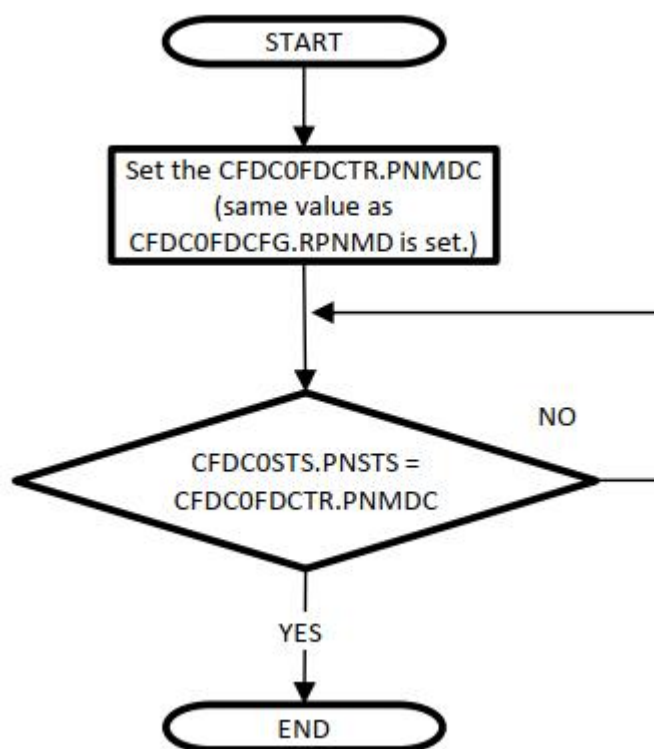 START
Set the CFDC0FDCTR.PNMDC
(same value as
CFDC0FDCFG.RPNMD is set.)
NO
CFDC0STS.PNSTS =
CFDC0FDCTR.PNMDC
YES
END